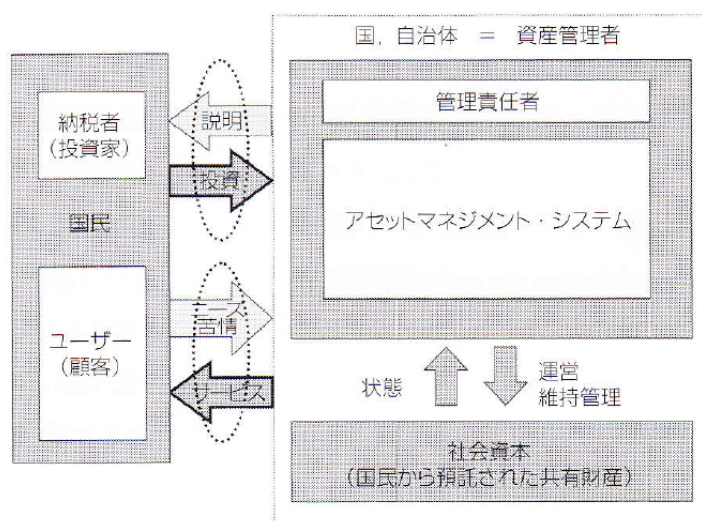 国，自治体 ＝ 資産管理者
納税者
（投資家）
国民
ユーザー
（顧客）
説明
投資
ニーズ
苦情
サービス
管理責任者
アセットマネジメント・システム
状態
運営
維持管理
社会資本
（国民から預託された共有財産）